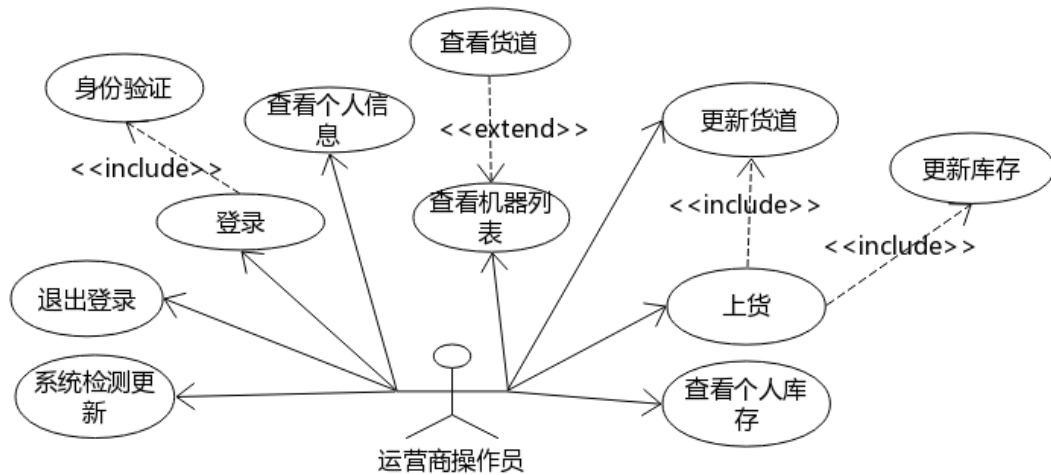 查看货道
身份验证
查看个人信
息
<<extend>>
更新货道
<<include>>
更新库存
登录
查看机器列
表
<<include>>
<<include>>
退出登录
上货
系统检测更
新
查看个人库
存
运营商操作员